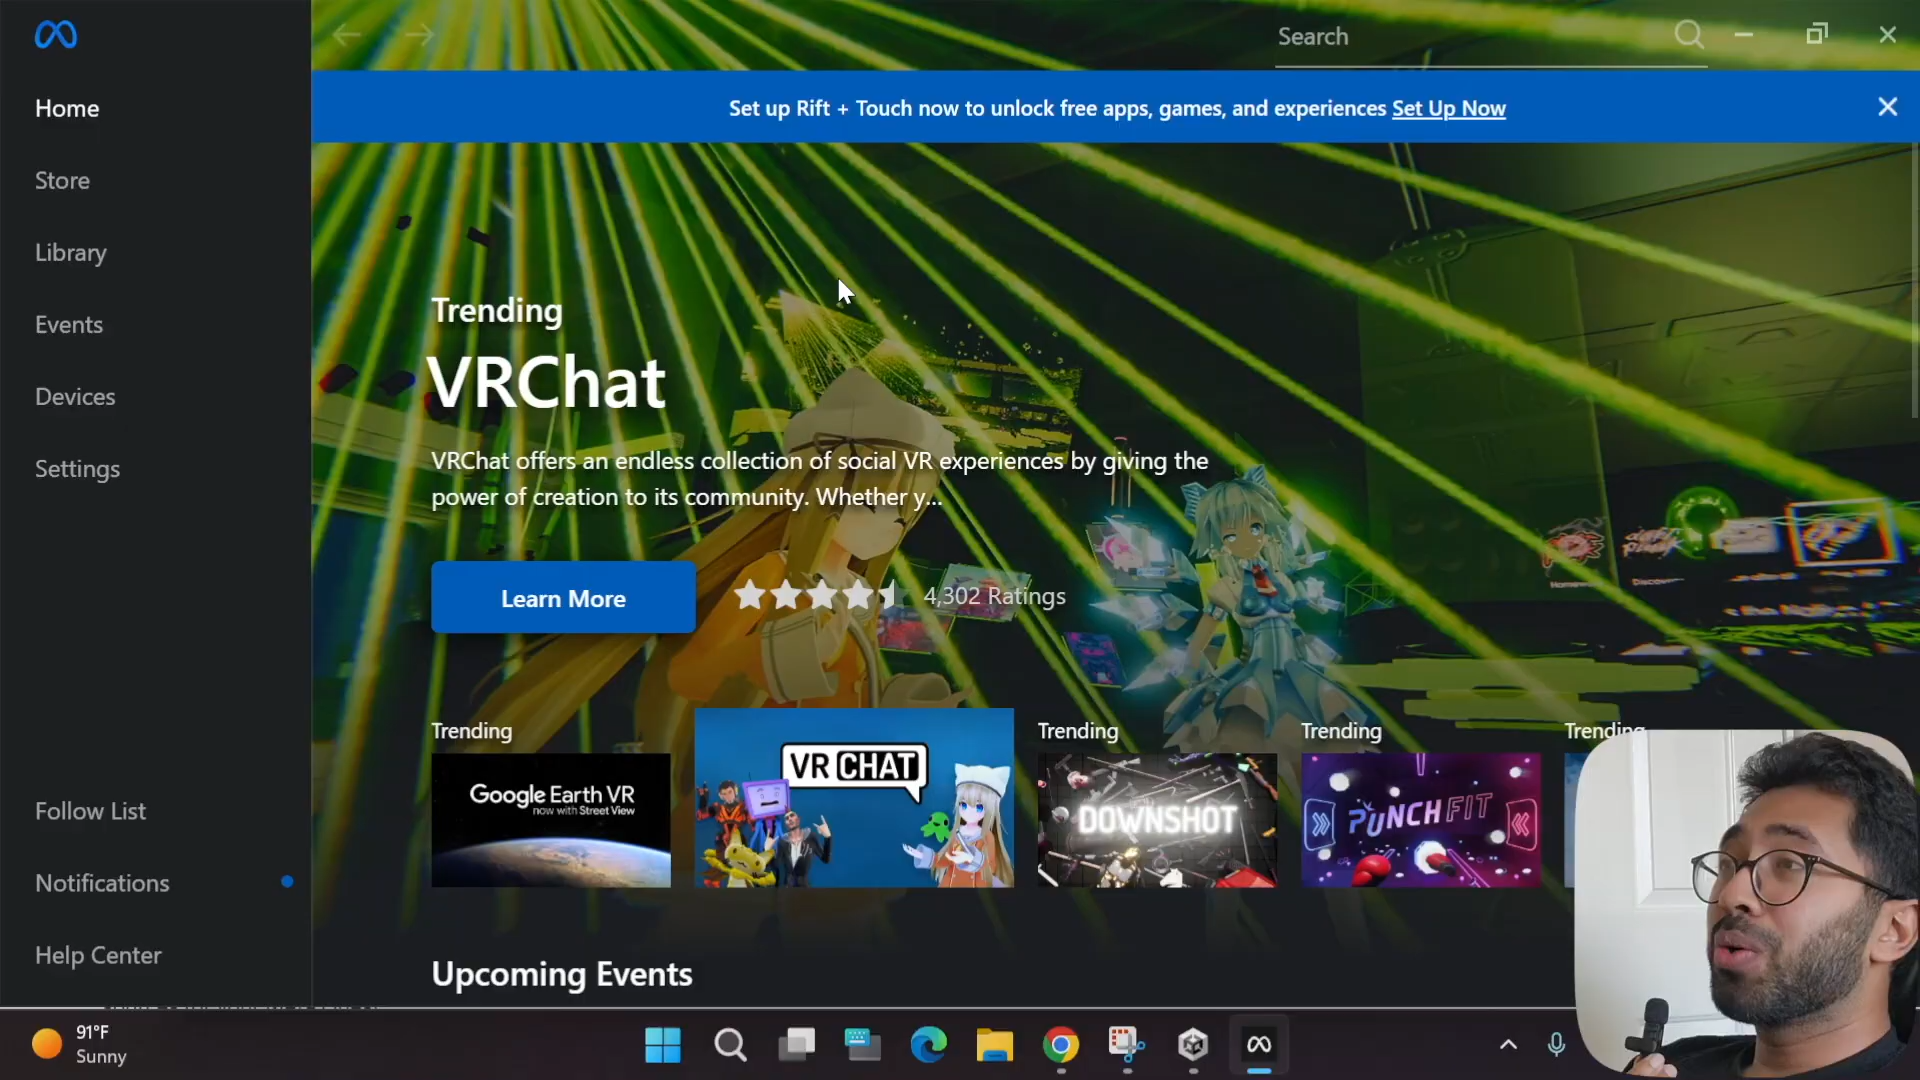 Search
Set up Rift + Touch now to unlock free apps, games, and experiences Set Up Now
Home
Store
Library
Events
Devices
Settings
Follow List
Notifications
Help Center
Trending
VRChat
VRChat offers an endless collection of social VR experiences by giving the
power of creation to its community. Whether y...
Learn More
4,302 Ratings
Trending
Google Earth VR
now with Street View
VR CHAT
Trending
DOWNSHOT
Trending
PUNCH FIT
Trending
Upcoming Events
91°F
Sunny